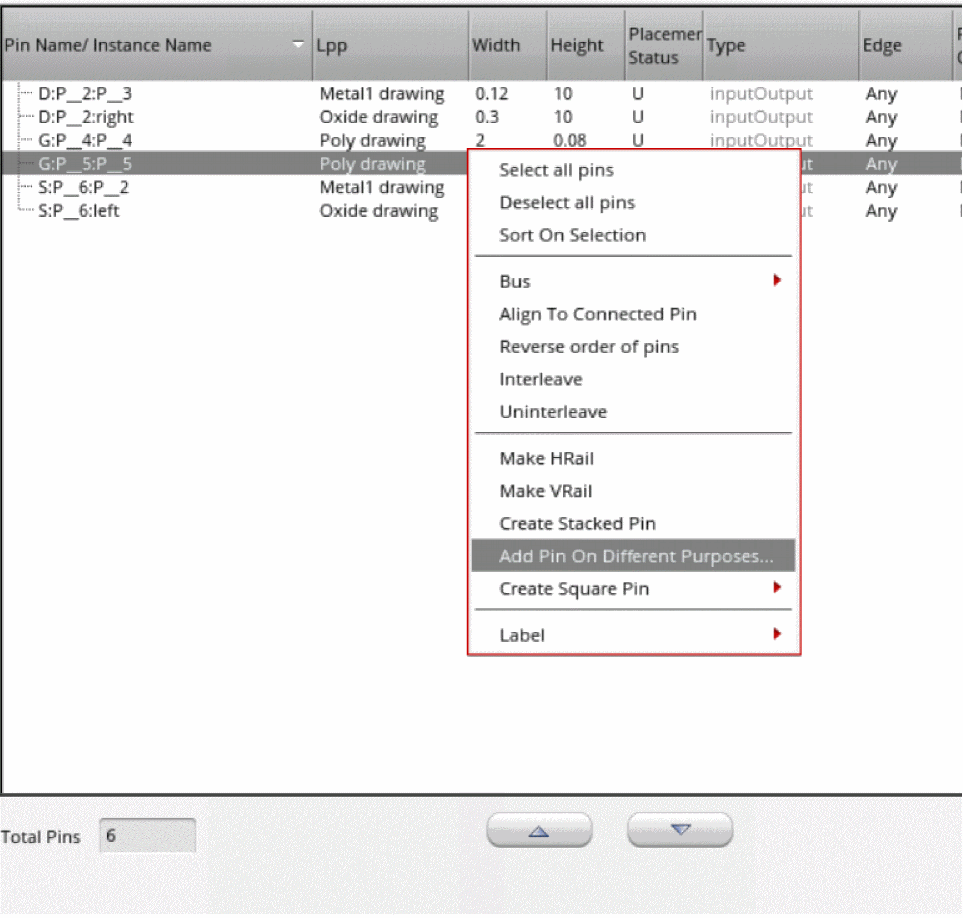 Pin Name/ Instance Name Lpp Width Height Placemer Status Type Edge
D:P__2:P__3 Metal1 drawing 0.12 10 U inputOutput Any
D:P__2:right Oxide drawing 0.3 10 U inputOutput Any
G:P__4:P__4 Poly drawing 2 0.08 U inputOutput Any
G:P__5:P__5 Poly drawing ut Any
S:P__6:P__2 Metal1 drawing ut Any
S:P__6:left Oxide drawing ut Any
Select all pins
Deselect all pins
Sort On Selection
Bus
Align To Connected Pin
Reverse order of pins
Interleave
Uninterleave
Make HRail
Make VRail
Create Stacked Pin
Add Pin On Different Purposes...
Create Square Pin
Label
Total Pins 6